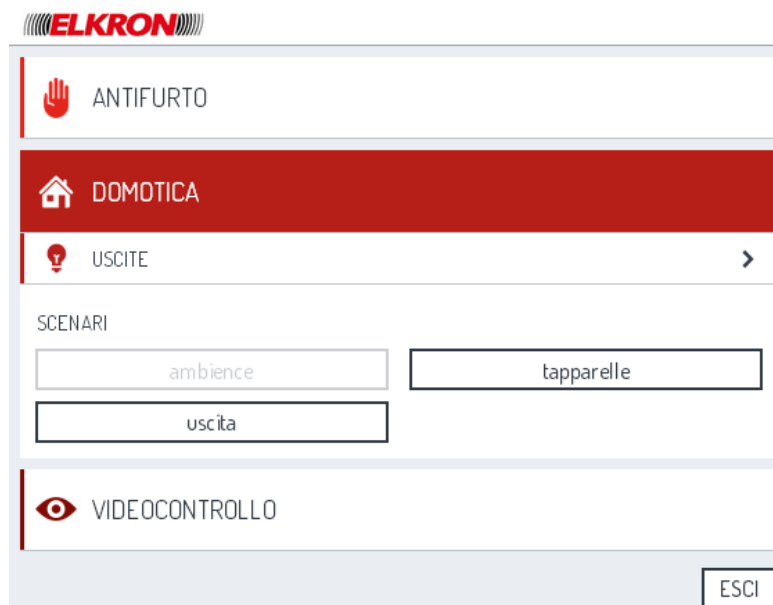 ELKRON
ANTIFURTO
DOMOTICA
USCITE
SCENARI
ambience tapparelle
uscita
VIDEOCONTROLLO
ESCI